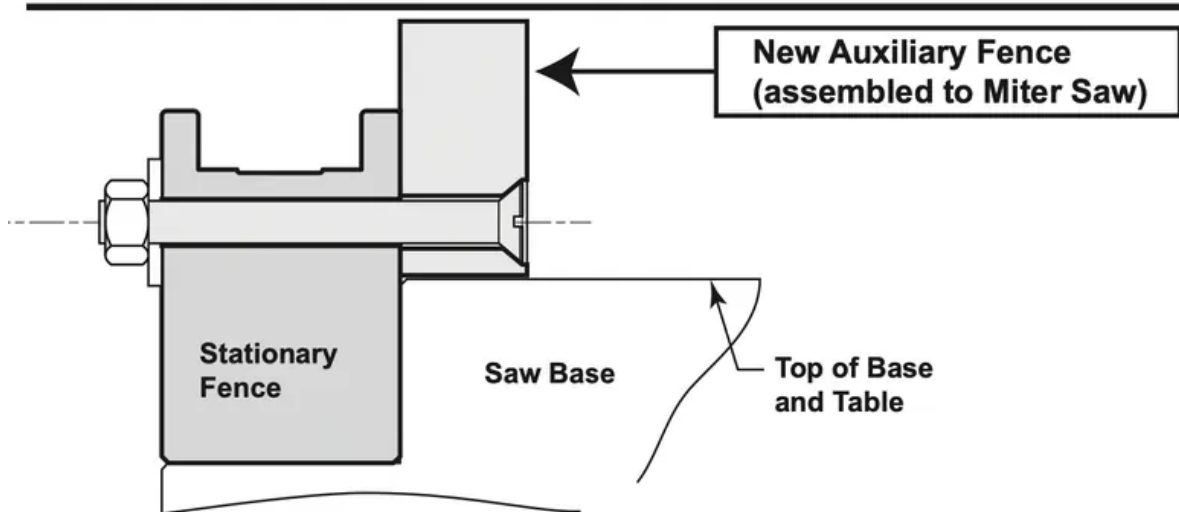 New Auxiliary Fence
(assembled to Miter Saw)
Stationary
Fence
Saw Base
Top of Base
and Table